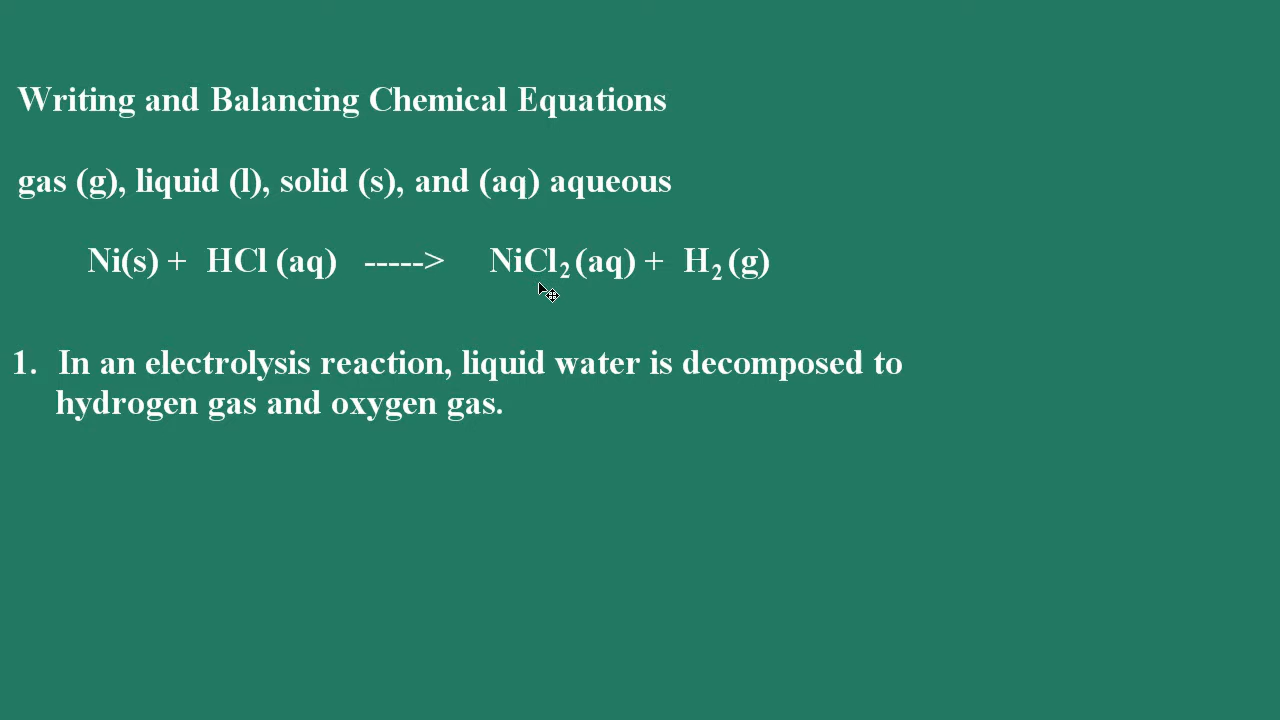 Writing and Balancing Chemical Equations
gas (g), liquid (l), solid (s), and (aq) aqueous
Ni(s) + HCl (aq) -----> NiCl₂ (aq) + H₂ (g)
1. In an electrolysis reaction, liquid water is decomposed to
hydrogen gas and oxygen gas.